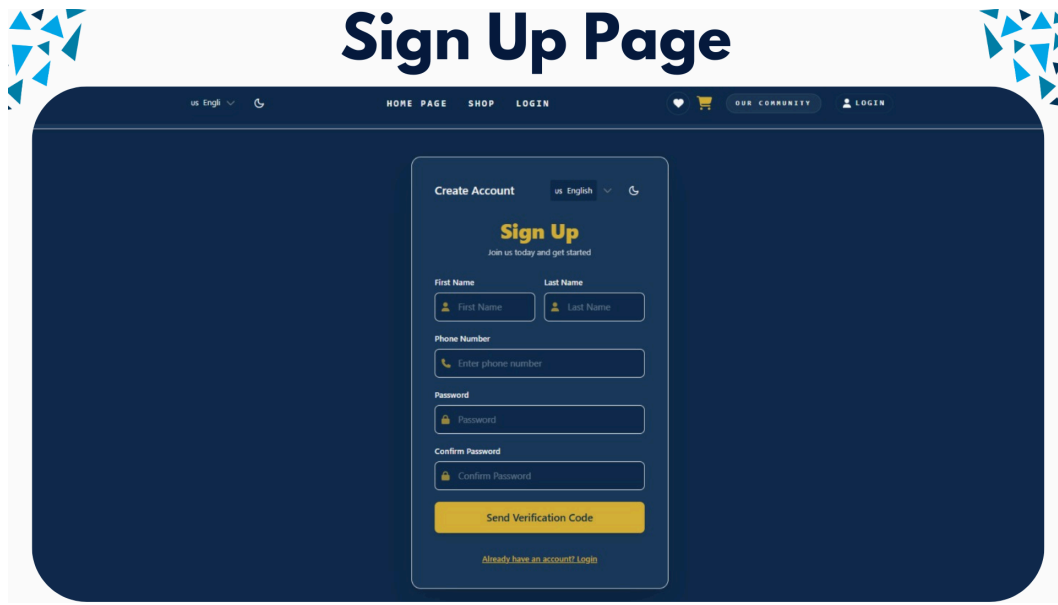 Sign Up Page
us Engli HOME PAGE SHOP LOGIN OUR COMMUNITY LOGIN
Create Account us English
Sign Up
Join us today and get started
First Name Last Name
First Name Last Name
Phone Number
Enter phone number
Password
Password
Confirm Password
Confirm Password
Send Verification Code
Already have an account? Login